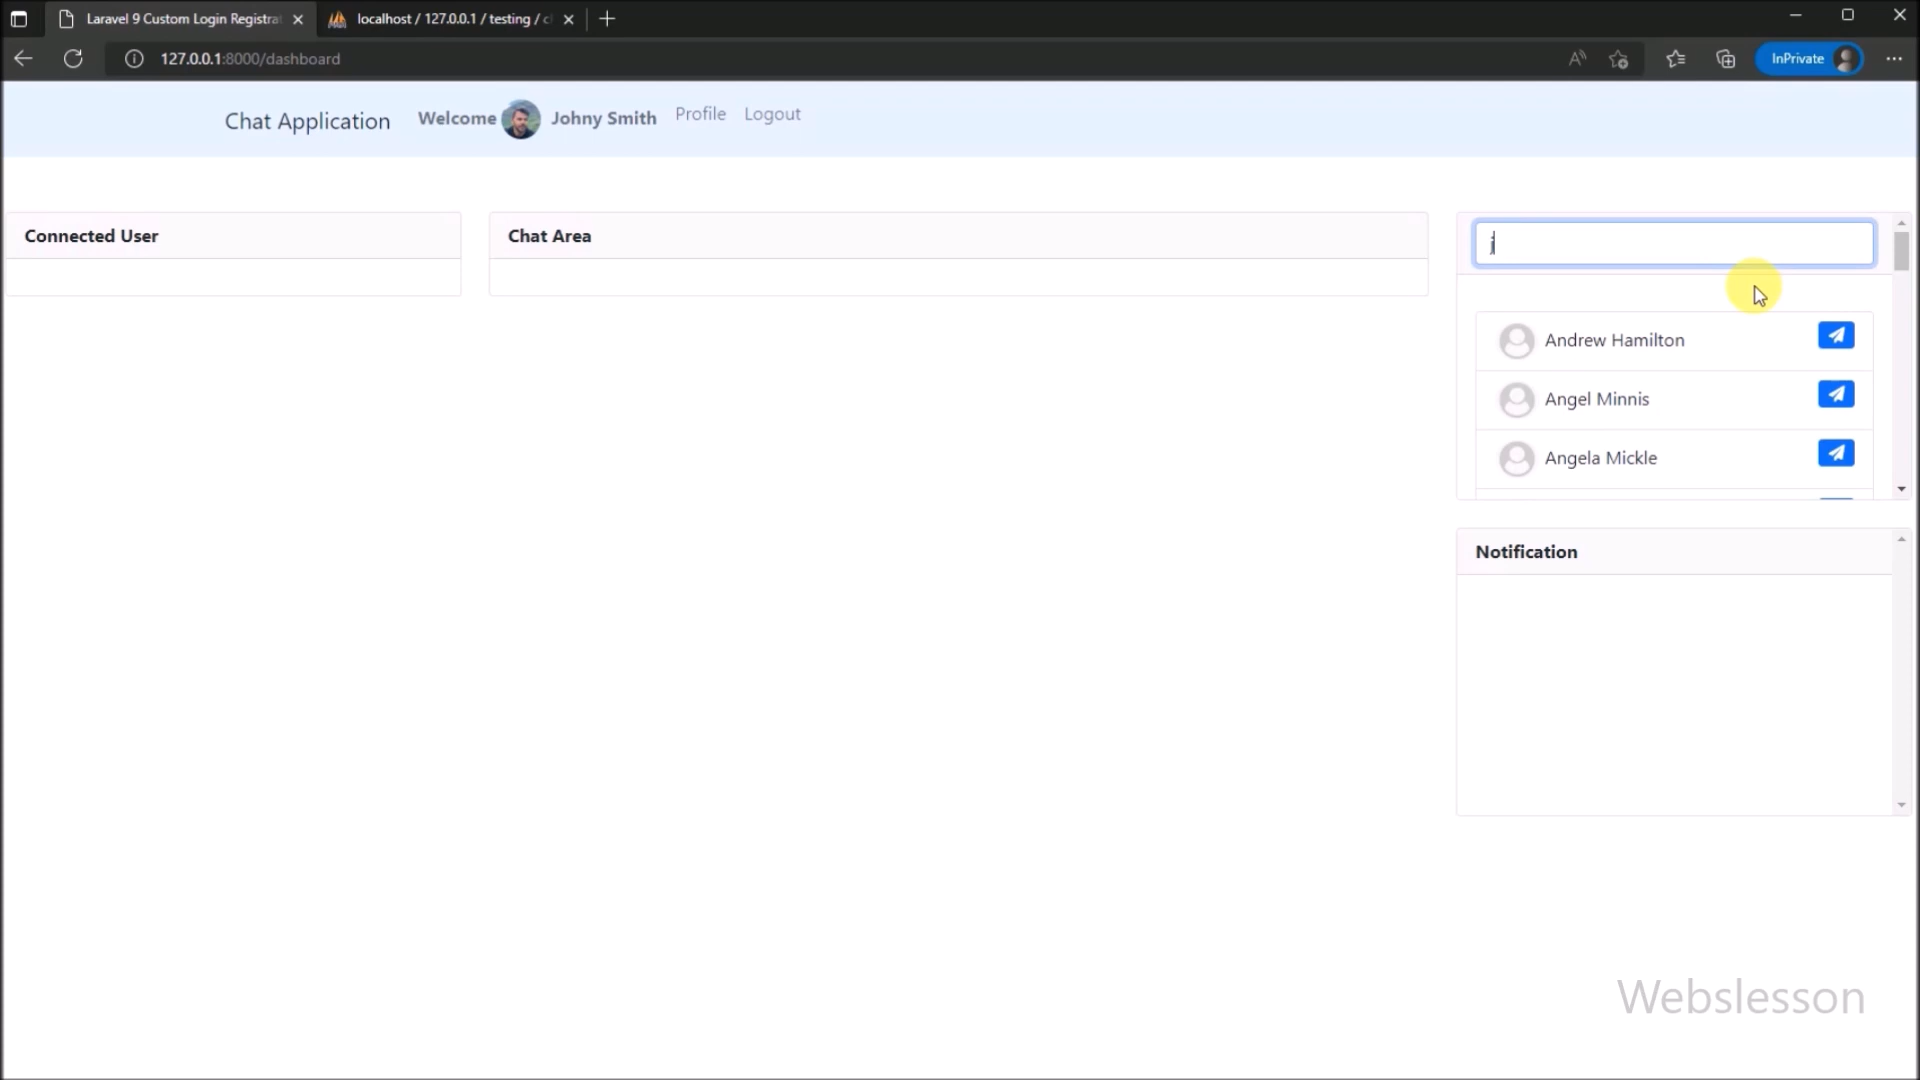 Laravel 9 Custom Login Registra
localhost / 127.0.0.1 / testing / c
127.0.0.1:8000/dashboard
InPrivate
Chat Application
Welcome Johny Smith
Profile
Logout
Connected User
Chat Area
j
Andrew Hamilton
Angel Minnis
Angela Mickle
Notification
Webslesson